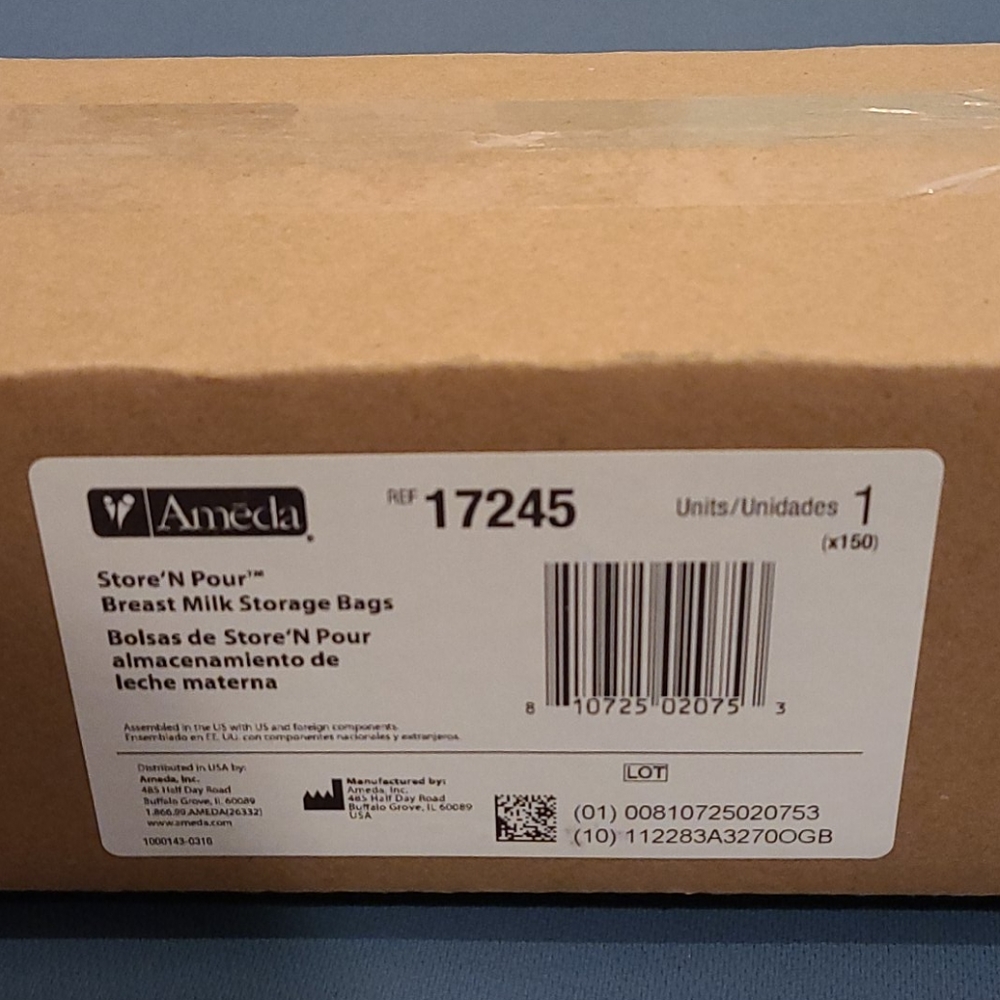 Amēda
REF 17245
Units/Unidades 1
(x150)
Store'N Pour™
Breast Milk Storage Bags
Bolsas de Store'N Pour
almacenamiento de
leche materna
8 10725 02075 3
Assembled in the US with US and foreign components.
Ensemblado en EE. UU. con componentes nacionales y extranjeros.
Distributed in USA by:
Ameda, Inc.
485 Half Day Road
Buffalo Grove, IL 60089
1.866.99.AMEDA(26332)
www.ameda.com
1000143-0316
Manufactured by:
Ameda, Inc.
485 Half Day Road
Buffalo Grove, IL 60089
USA
LOT
(01) 00810725020753
(10) 112283A3270OGB